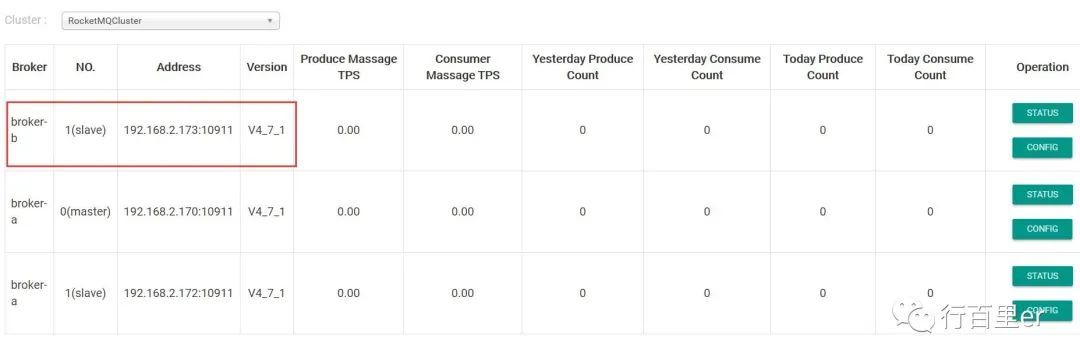 Cluster : RocketMQCluster
Broker NO. Address Version Produce Massage TPS Consumer Massage TPS Yesterday Produce Count Yesterday Consume Count Today Produce Count Today Consume Count Operation
broker-b 1(slave) 192.168.2.173:10911 V4_7_1 0.00 0.00 0 0 0 0 STATUS
CONFIG
broker-a 0(master) 192.168.2.170:10911 V4_7_1 0.00 0.00 0 0 0 0 STATUS
CONFIG
broker-a 1(slave) 192.168.2.172:10911 V4_7_1 0.00 0.00 0 0 0 0 STATUS
CONFIG
行百里er